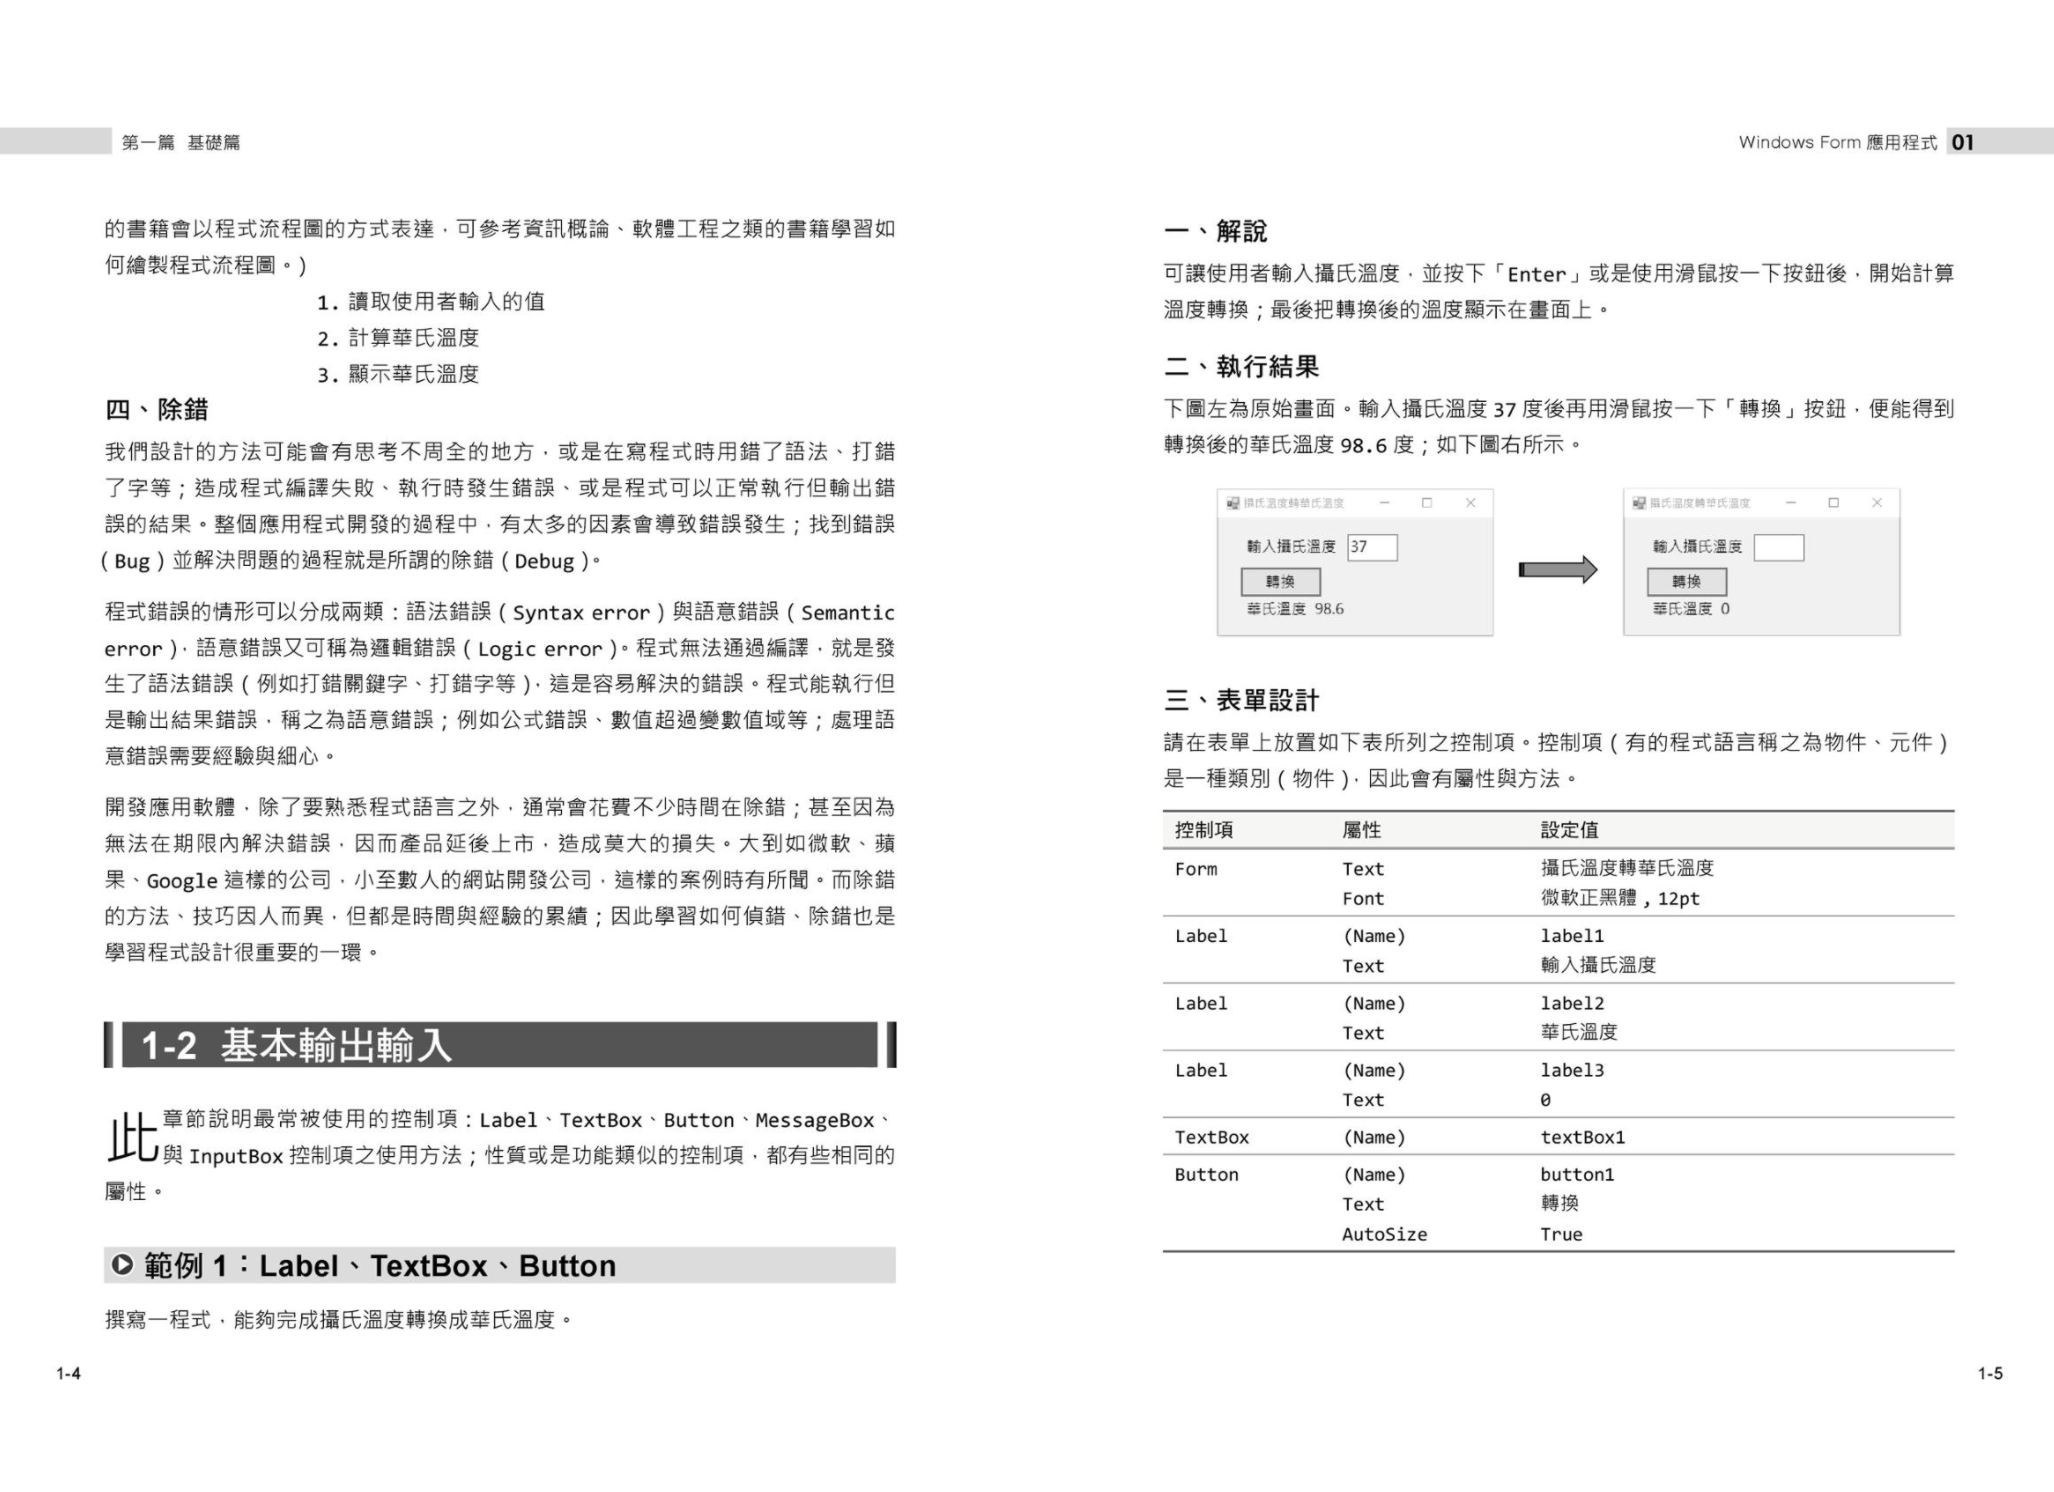 第一篇 基礎篇
的書籍會以程式流程圖的方式表達，可參考資訊概論、軟體工程之類的書籍學習如
何繪製程式流程圖。)
1. 讀取使用者輸入的值
2. 計算華氏溫度
3. 顯示華氏溫度
四、除錯
我們設計的方法可能會有思考不周全的地方，或是在寫程式時用錯了語法、打錯
了字等；造成程式編譯失敗、執行時發生錯誤、或是程式可以正常執行但輸出錯
誤的結果。整個應用程式開發的過程中，有太多的因素會導致錯誤發生；找到錯誤
(Bug) 並解決問題的過程就是所謂的除錯 (Debug)。
程式錯誤的情形可以分成兩類：語法錯誤 (Syntax error) 與語意錯誤 (Semantic
error)，語意錯誤又可稱為邏輯錯誤 (Logic error)。程式無法通過編譯，就是發
生了語法錯誤 (例如打錯關鍵字、打錯字等)，這是容易解決的錯誤。程式能執行但
是輸出結果錯誤，稱之為語意錯誤；例如公式錯誤、數值超過變數值域等；處理語
意錯誤需要經驗與細心。
開發應用軟體，除了要熟悉程式語言之外，通常會花費不少時間在除錯；甚至因為
無法在期限內解決錯誤，因而產品延後上市，造成莫大的損失。大到如微軟、蘋
果、Google 這樣的公司，小至數人的網站開發公司，這樣的案例時有所聞。而除錯
的方法、技巧因人而異，但都是時間與經驗的累績；因此學習如何偵錯、除錯也是
學習程式設計很重要的一環。
1-2 基本輸出輸入
此章節說明最常被使用的控制項：Label、TextBox、Button、MessageBox、
與 InputBox 控制項之使用方法；性質或是功能類似的控制項，都有些相同的
屬性。
範例 1：Label、TextBox、Button
撰寫一程式，能夠完成攝氏溫度轉換成華氏溫度。
1-4
Windows Form 應用程式 01
一、解說
可讓使用者輸入攝氏溫度，並按下「Enter」或是使用滑鼠按一下按鈕後，開始計算
溫度轉換；最後把轉換後的溫度顯示在畫面上。
二、執行結果
下圖左為原始畫面。輸入攝氏溫度 37 度後再用滑鼠按一下「轉換」按鈕，便能得到
轉換後的華氏溫度 98.6 度；如下圖右所示。
攝氏溫度轉華氏溫度
輸入攝氏溫度 37
轉換
華氏溫度 98.6
攝氏溫度轉華氏溫度
輸入攝氏溫度
轉換
華氏溫度 0
三、表單設計
請在表單上放置如下表所列之控制項。控制項 (有的程式語言稱之為物件、元件)
是一種類別 (物件)，因此會有屬性與方法。
控制項 屬性 設定值
Form Text 攝氏溫度轉華氏溫度
Font 微軟正黑體, 12pt
Label (Name) label1
Text 輸入攝氏溫度
Label (Name) label2
Text 華氏溫度
Label (Name) label3
Text 0
TextBox (Name) textBox1
Button (Name) button1
Text 轉換
AutoSize True
1-5